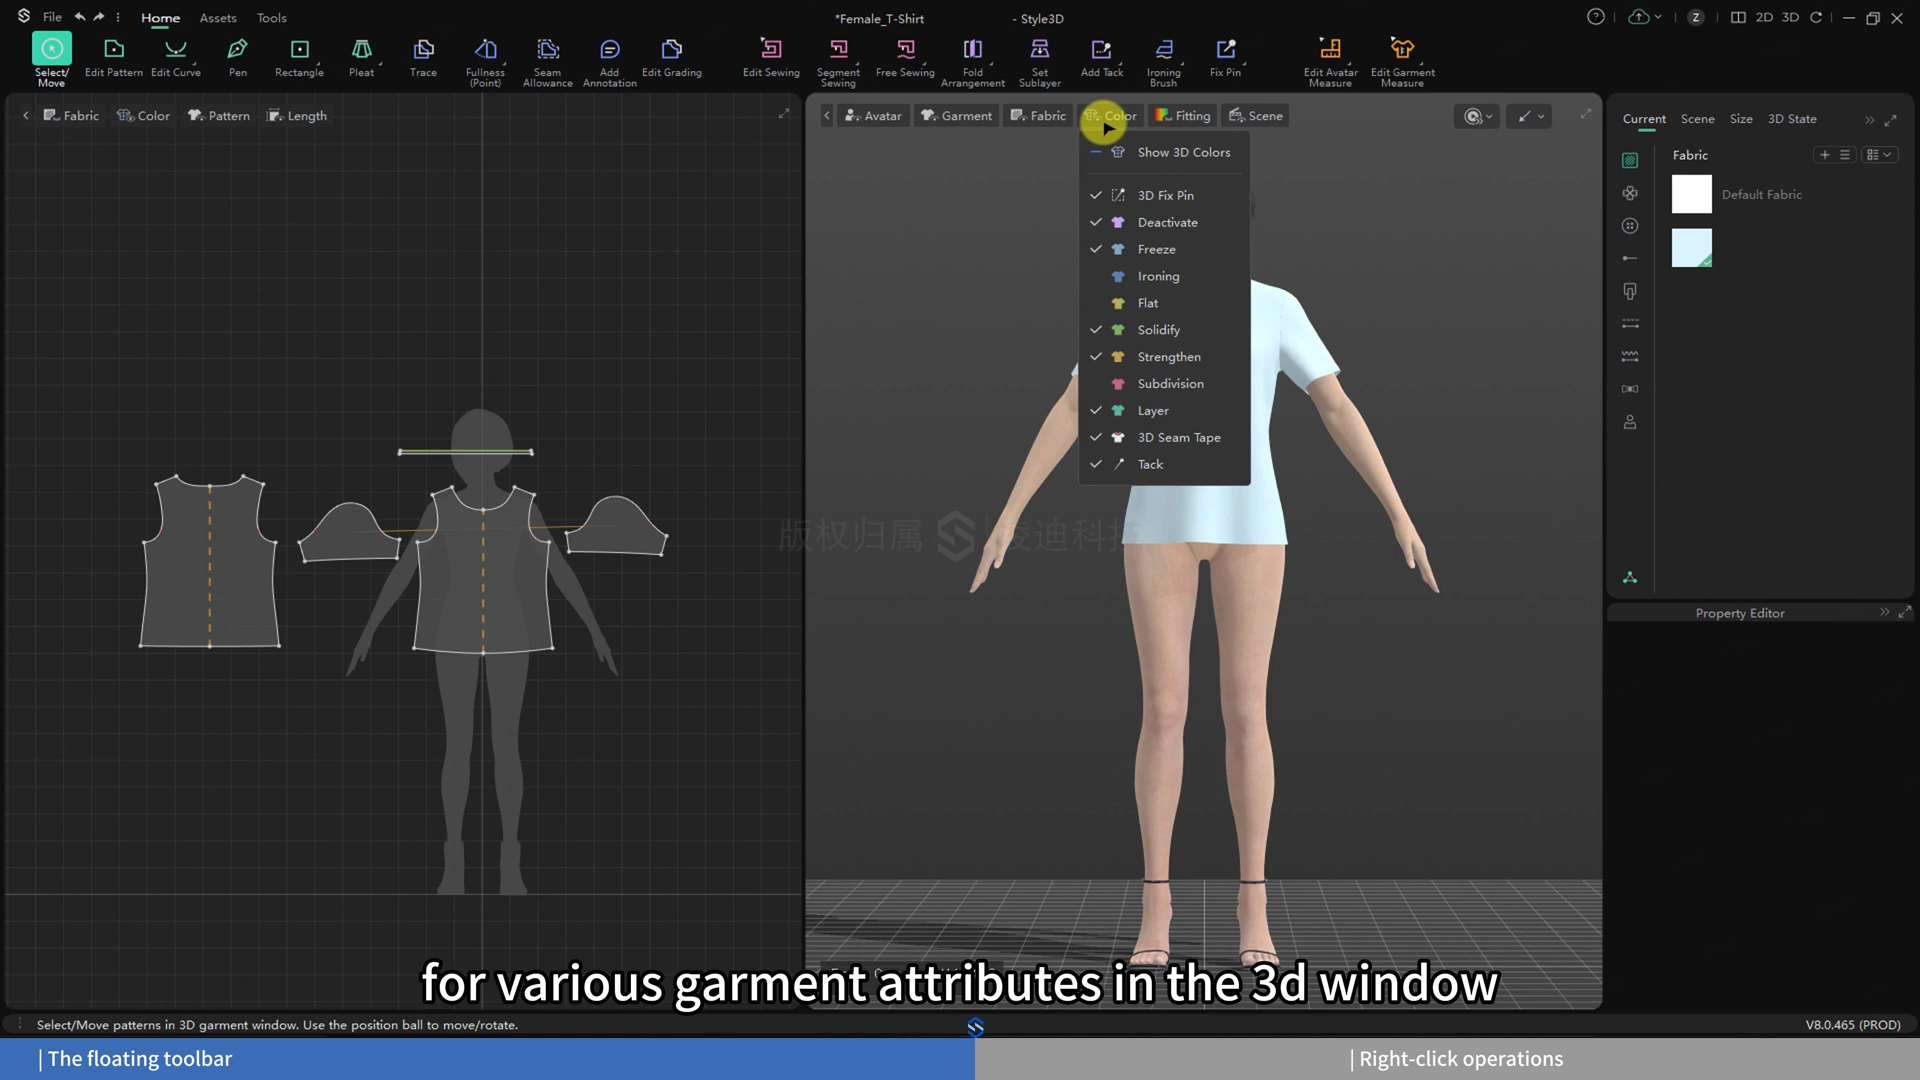 File
Home
Assets
Tools
*Female_T-Shirt - Style3D
Z
2D
3D
Select/
Move
Edit Pattern
Edit Curve
Pen
Rectangle
Pleat
Trace
Fullness
(Point)
Seam
Allowance
Add
Annotation
Edit Grading
Edit Sewing
Segment
Sewing
Free Sewing
Fold
Arrangement
Set
Sublayer
Add Tack
Ironing
Brush
Fix Pin
Edit Avatar
Measure
Edit Garment
Measure
Fabric
Color
Pattern
Length
Avatar
Garment
Fabric
Color
Fitting
Scene
Show 3D Colors
3D Fix Pin
Deactivate
Freeze
Ironing
Flat
Solidify
Strengthen
Subdivision
Layer
3D Seam Tape
Tack
Current
Scene
Size
3D State
Fabric
Default Fabric
Property Editor
版权归属 凌迪科技
for various garment attributes in the 3d window
Select/Move patterns in 3D garment window. Use the position ball to move/rotate.
V8.0.465 (PROD)
| The floating toolbar
| Right-click operations